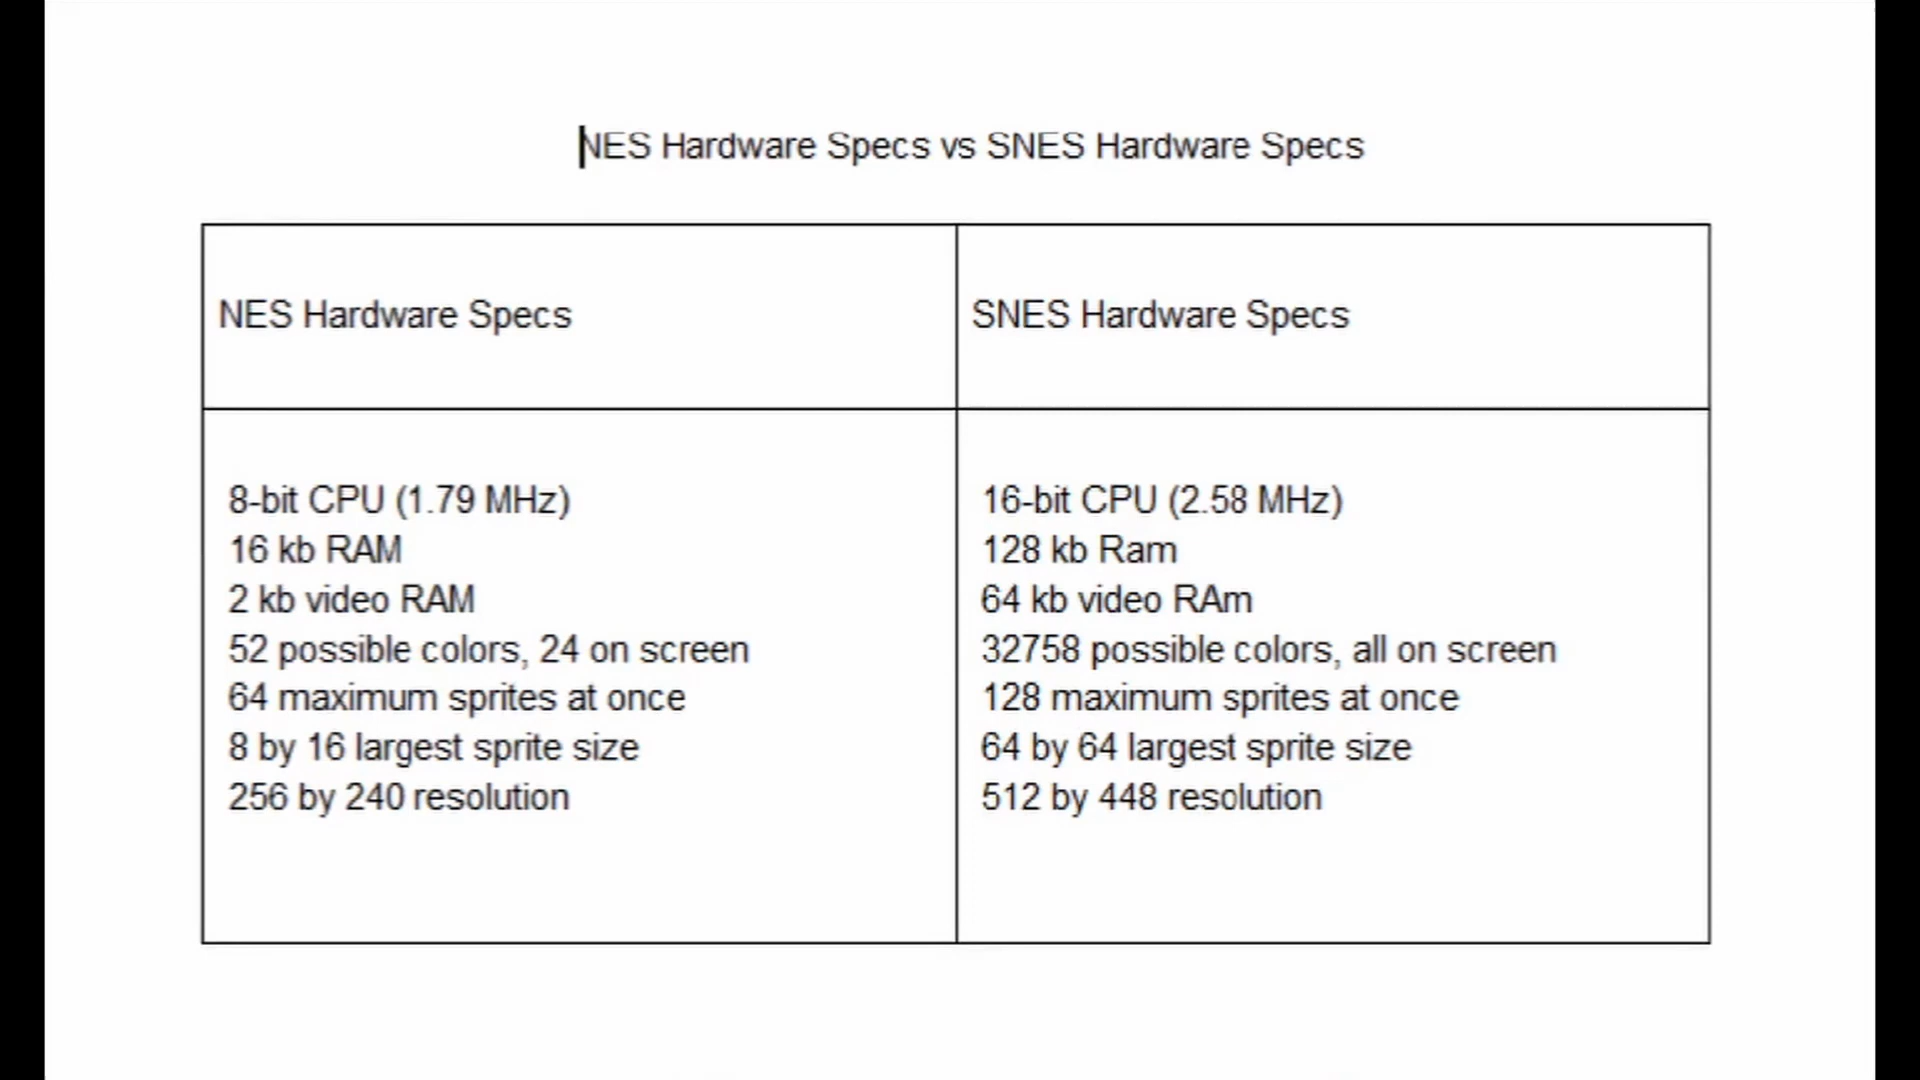 NES Hardware Specs vs SNES Hardware Specs
NES Hardware Specs
SNES Hardware Specs
8-bit CPU (1.79 MHz)
16 kb RAM
2 kb video RAM
52 possible colors, 24 on screen
64 maximum sprites at once
8 by 16 largest sprite size
256 by 240 resolution
16-bit CPU (2.58 MHz)
128 kb Ram
64 kb video RAm
32758 possible colors, all on screen
128 maximum sprites at once
64 by 64 largest sprite size
512 by 448 resolution